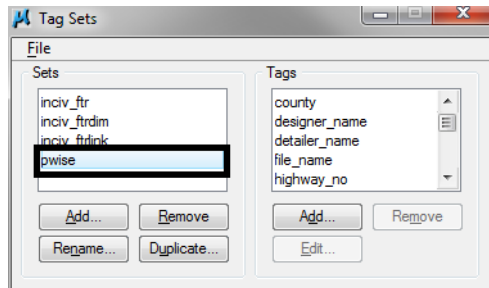 Tag Sets
File
Sets
inciv_ftr
inciv_ftrdim
inciv_ftrlink
pwise
Add...
Remove
Rename...
Duplicate...
Tags
county
designer_name
detailer_name
file_name
highway_no
Add...
Remove
Edit...